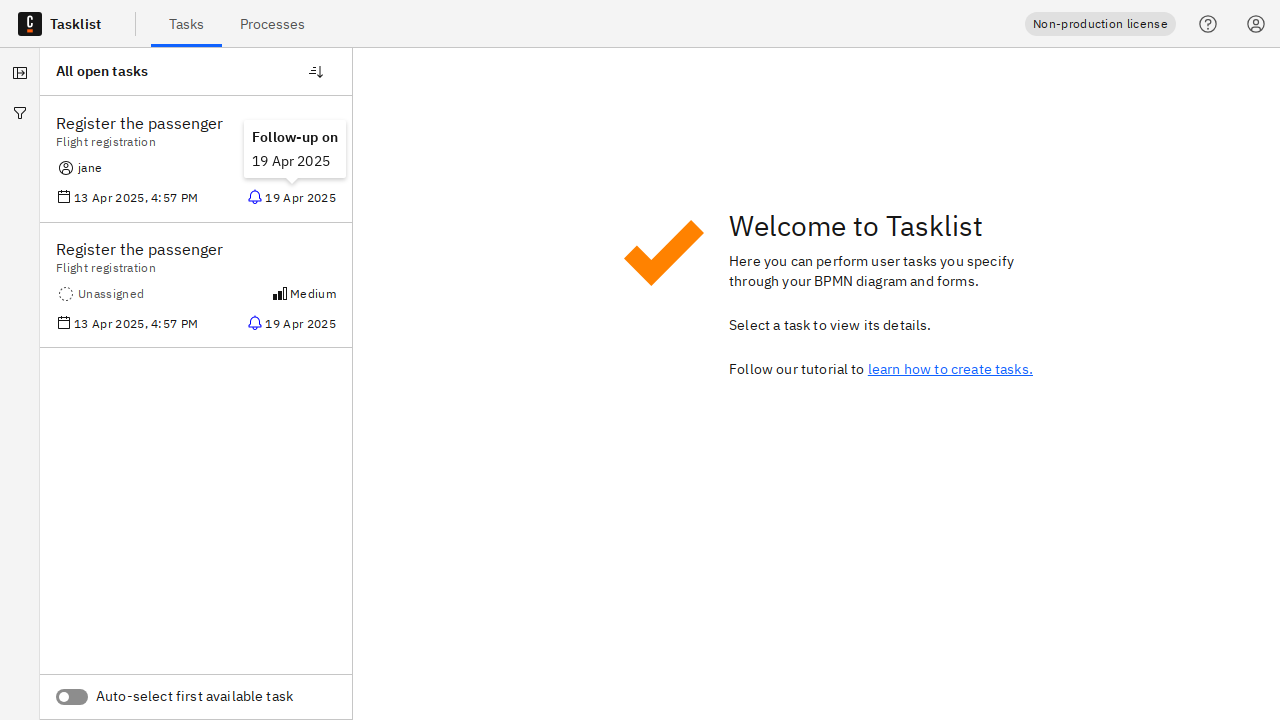 Tasklist
Tasks
Processes
Non-production license
All open tasks
Register the passenger
Flight registration
Follow-up on
19 Apr 2025
jane
13 Apr 2025, 4:57 PM
19 Apr 2025
Register the passenger
Flight registration
Unassigned
Medium
13 Apr 2025, 4:57 PM
19 Apr 2025
Auto-select first available task
Welcome to Tasklist
Here you can perform user tasks you specify
through your BPMN diagram and forms.
Select a task to view its details.
Follow our tutorial to learn how to create tasks.